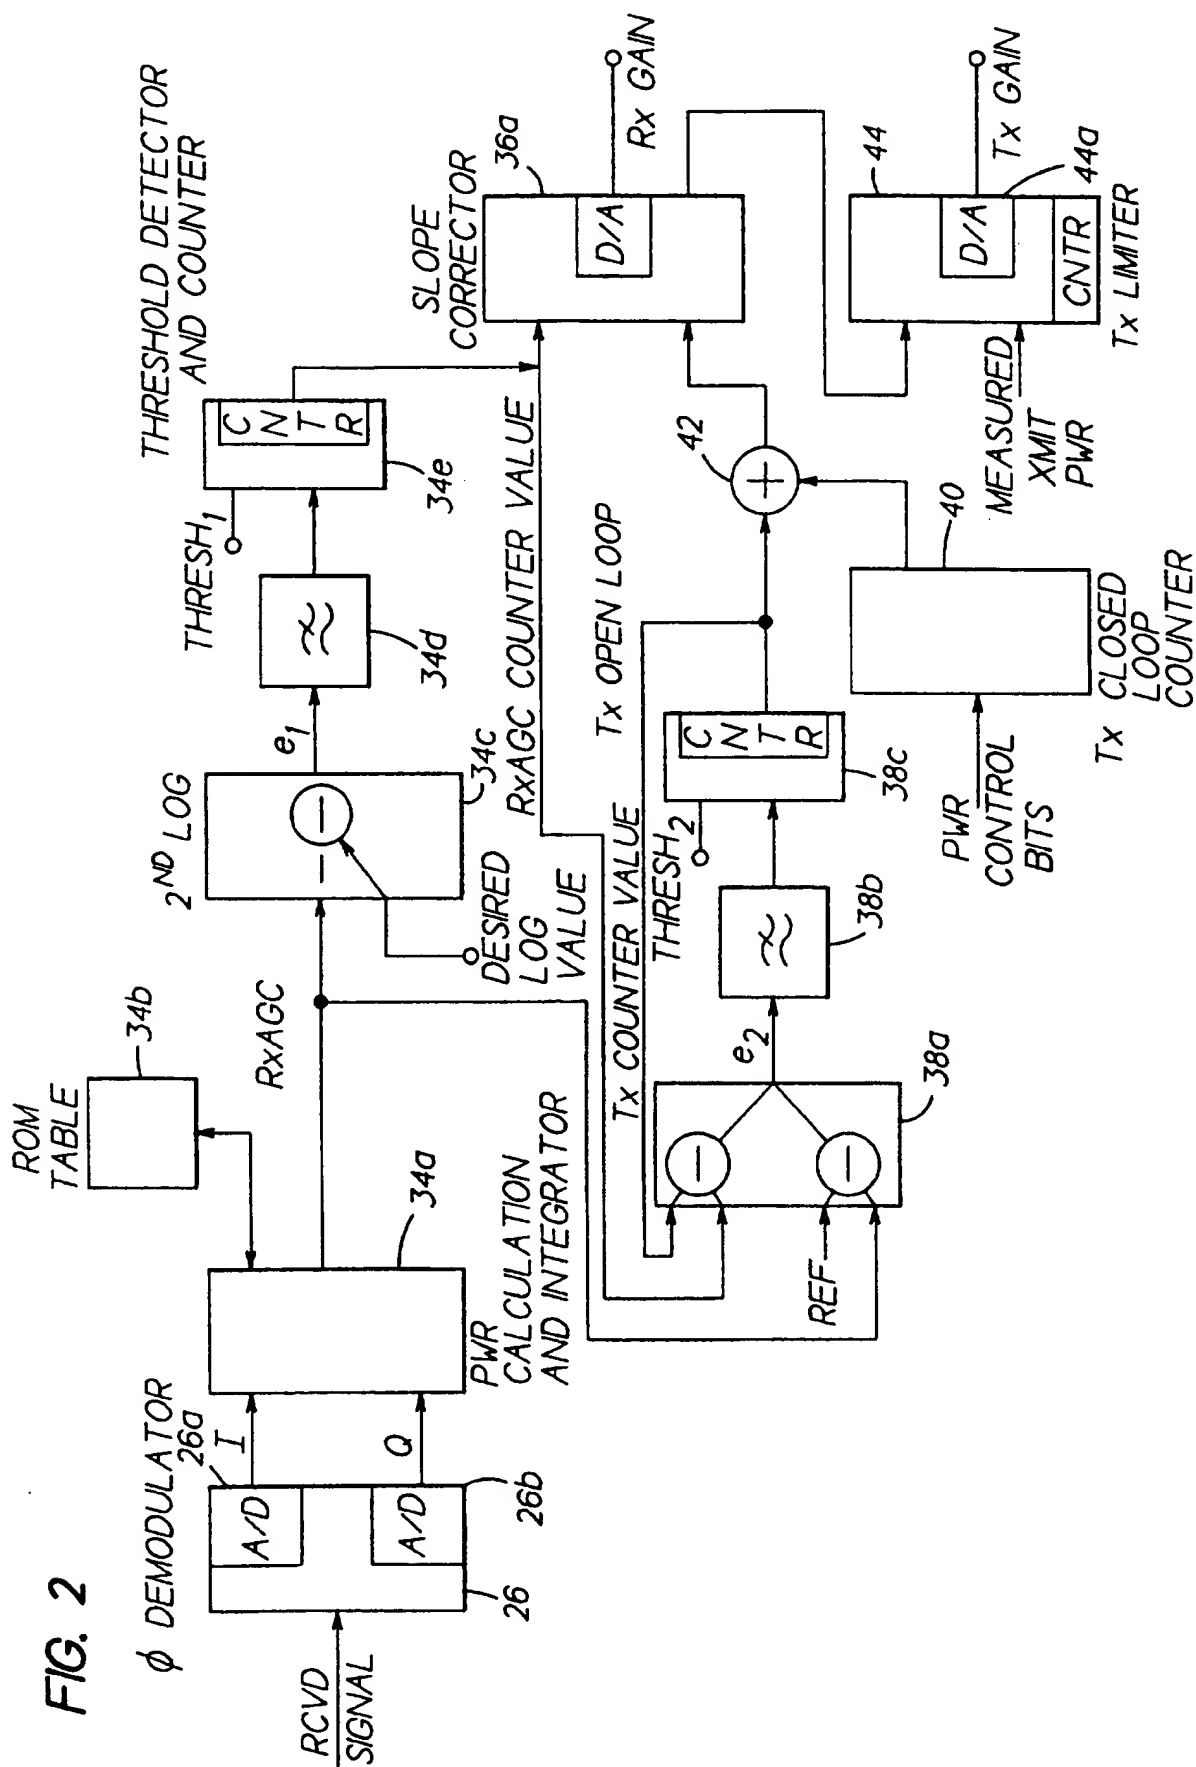 FIG. 2
ϕ DEMODULATOR
26a
A/D
A/D
26b
26
RCVD
SIGNAL
I
Q
ROM
TABLE
34b
34a
PWR
CALCULATION
AND INTEGRATOR
RxAGC
2ND LOG
34c
DESIRED
LOG
VALUE
e1
34d
THRESH1
THRESHOLD DETECTOR
AND COUNTER
C
N
T
R
34e
RxAGC COUNTER VALUE
SLOPE
CORRECTOR
36a
D/A
Rx GAIN
Tx COUNTER VALUE
REF
38a
e2
38b
THRESH2
C
N
T
R
38c
Tx OPEN LOOP
42
+
PWR
CONTROL
BITS
40
Tx CLOSED
LOOP
COUNTER
MEASURED
XMIT
PWR
44
D/A
CNTR
44a
Tx GAIN
Tx LIMITER